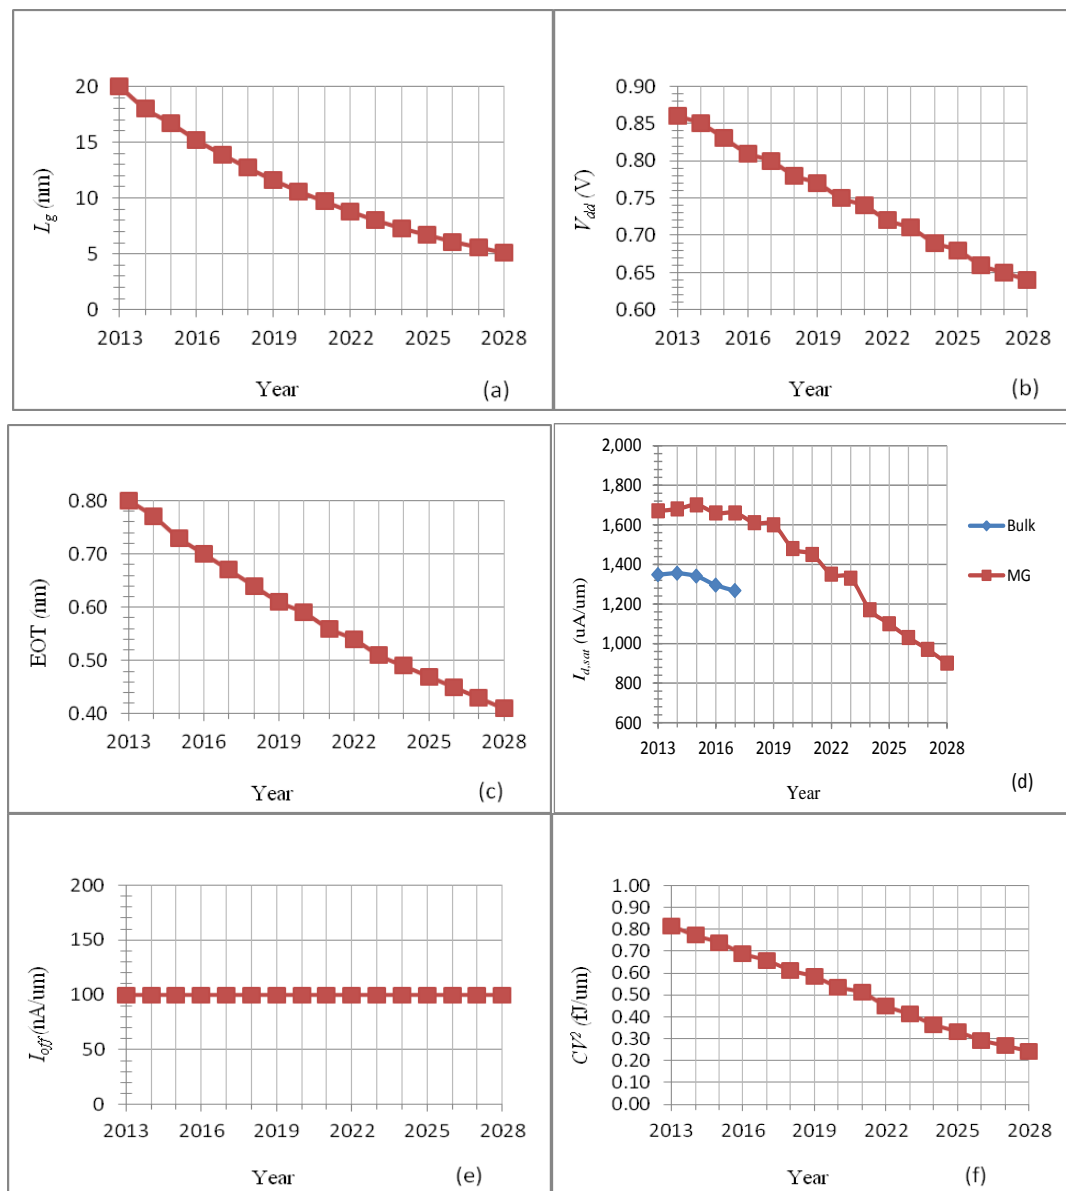 20
15
10
5
0
L_g (nm)
2013 2016 2019 2022 2025 2028
Year
(a)
0.90
0.85
0.80
0.75
0.70
0.65
0.60
V_dd (V)
2013 2016 2019 2022 2025 2028
Year
(b)
0.80
0.70
0.60
0.50
0.40
EOT (nm)
2013 2016 2019 2022 2025 2028
Year
(c)
2,000
1,800
1,600
1,400
1,200
1,000
800
600
I_d,sat (uA/um)
2013 2016 2019 2022 2025 2028
Year
Bulk
MG
(d)
200
150
100
50
0
I_off (nA/um)
2013 2016 2019 2022 2025 2028
Year
(e)
1.00
0.90
0.80
0.70
0.60
0.50
0.40
0.30
0.20
0.10
0.00
CV² (fJ/um)
2013 2016 2019 2022 2025 2028
Year
(f)